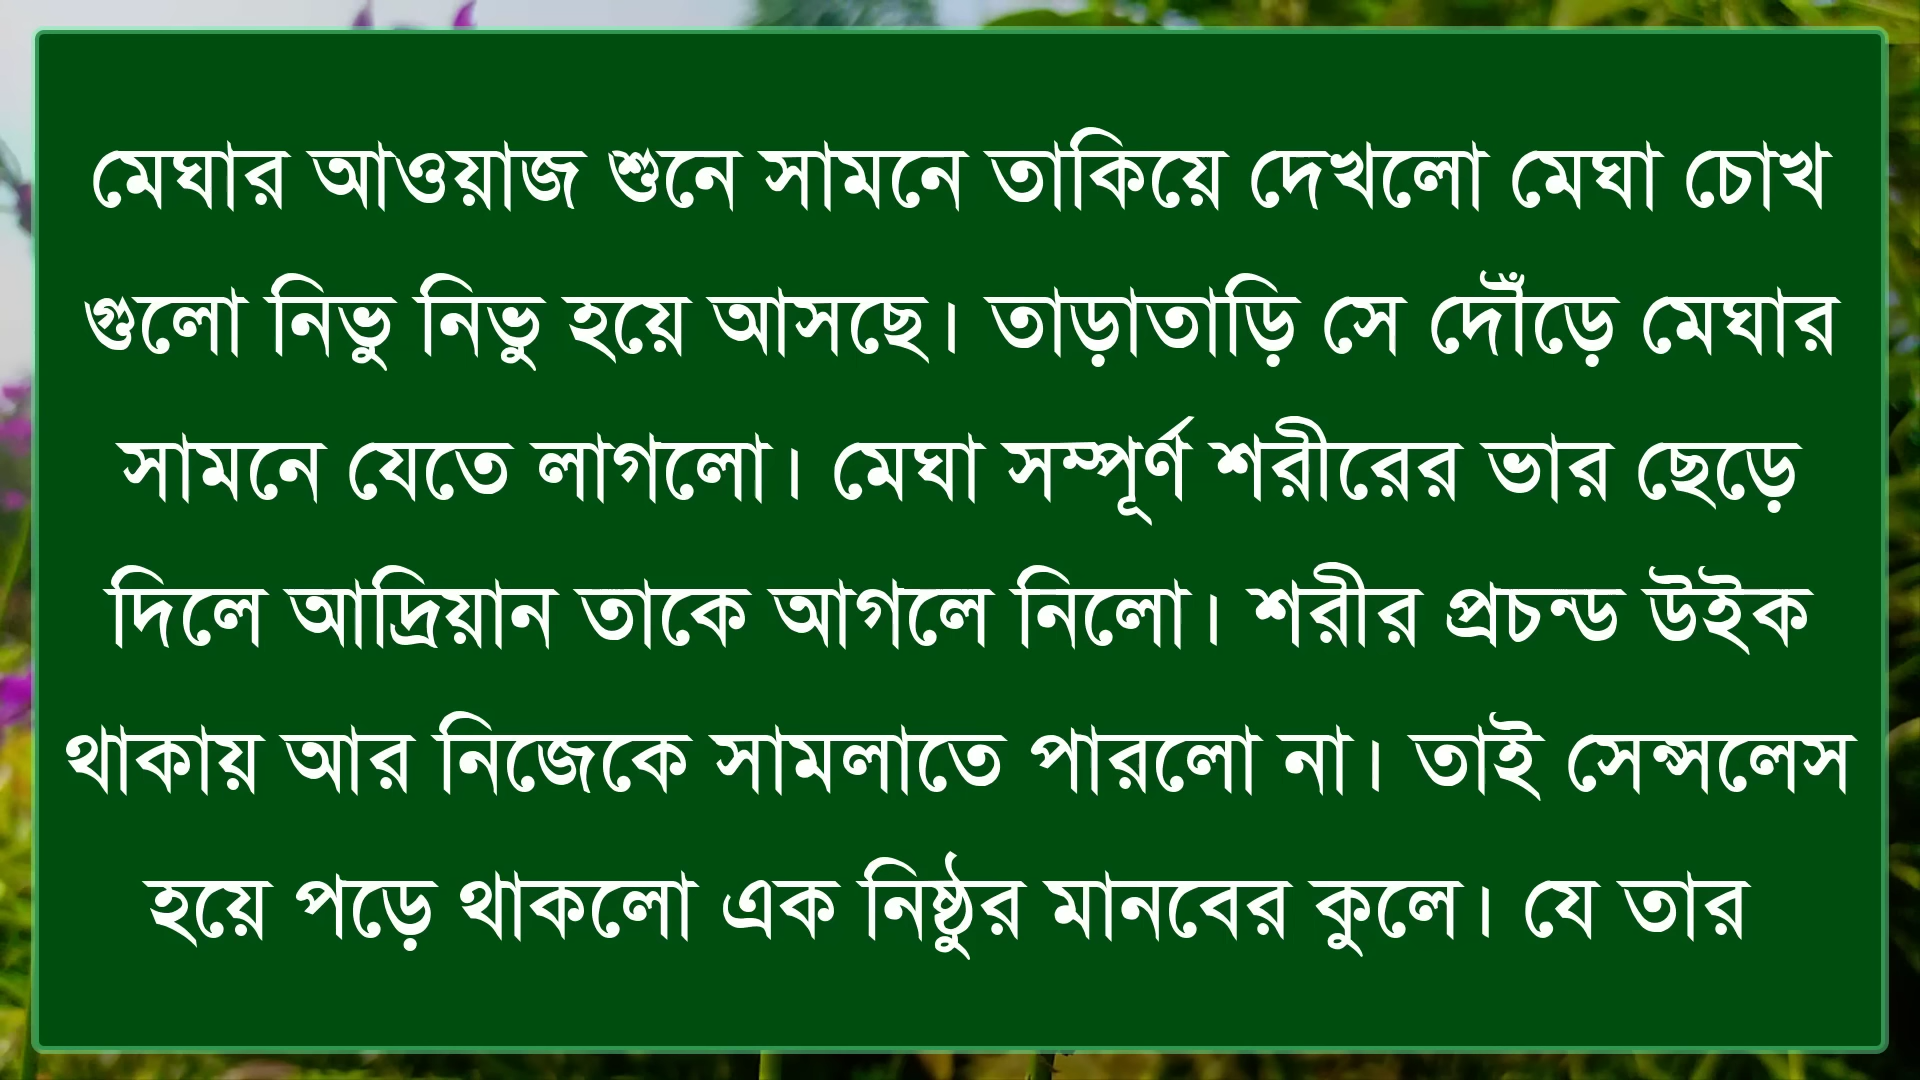 মেঘার আওয়াজ শুনে সামনে তাকিয়ে দেখলো মেঘা চোখ
গুলো নিভু নিভু হয়ে আসছে। তাড়াতাড়ি সে দৌঁড়ে মেঘার
সামনে যেতে লাগলো। মেঘা সম্পূর্ণ শরীরের ভার ছেড়ে
দিলে আদ্রিয়ান তাকে আগলে নিলো। শরীর প্রচন্ড উইক
থাকায় আর নিজেকে সামলাতে পারলো না। তাই সেন্সলেস
হয়ে পড়ে থাকলো এক নিষ্ঠুর মানবের কুলে। যে তার